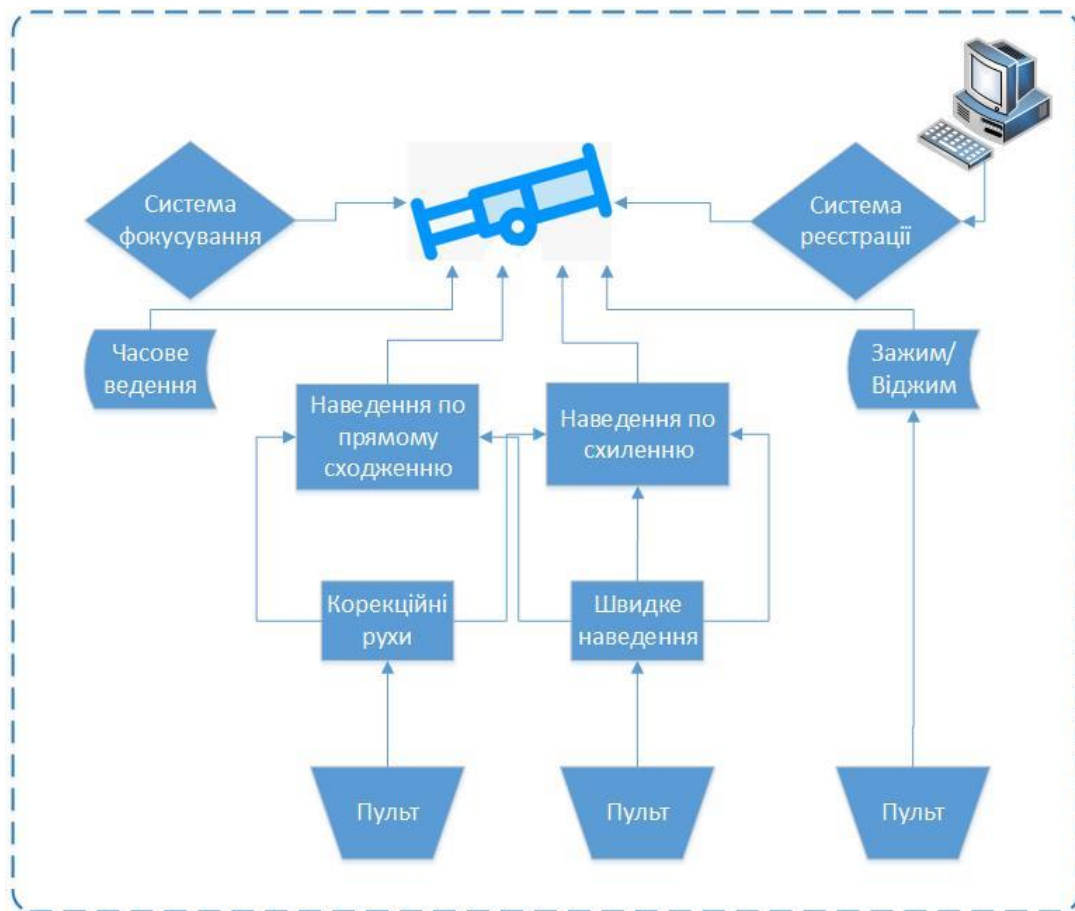 Система
фокусування
Система
реєстрації
Часове
ведення
Зажим/
Віджим
Наведення по
прямому
сходженню
Наведення по
схиленню
Корекційні
рухи
Швидке
наведення
Пульт
Пульт
Пульт